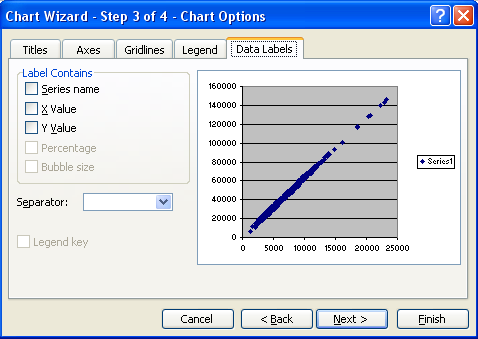 Chart Wizard - Step 3 of 4 - Chart Options
Titles Axes Gridlines Legend Data Labels
Label Contains
Series name
X Value
Y Value
Percentage
Bubble size
Separator:
Legend key
160000
140000
120000
100000
80000
60000
40000
20000
0
0 5000 10000 15000 20000 25000
Series1
Cancel < Back Next > Finish